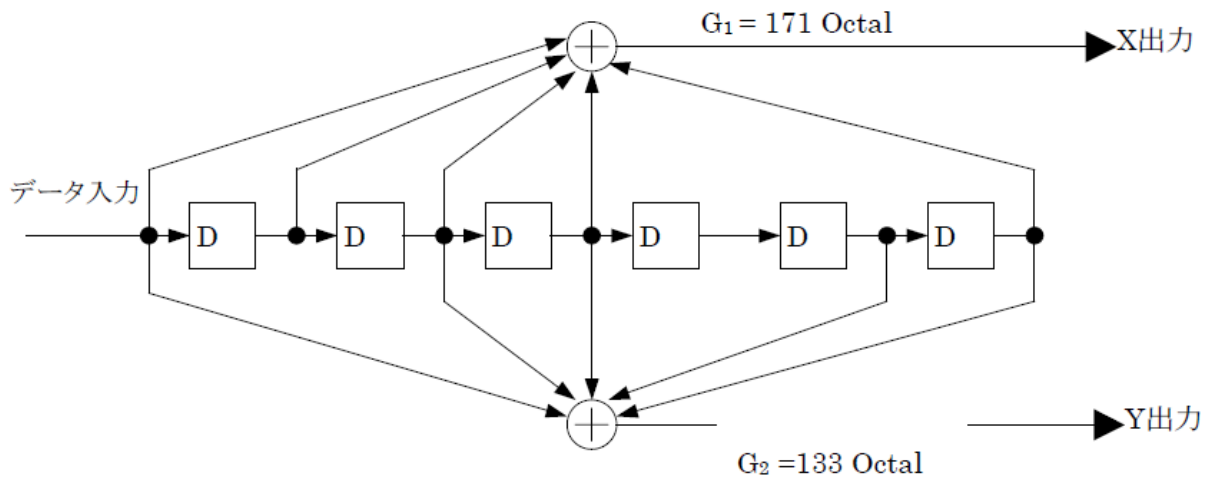 G₁ = 171 Octal
X出力
データ入力
D D D D D D
Y出力
G₂ =133 Octal